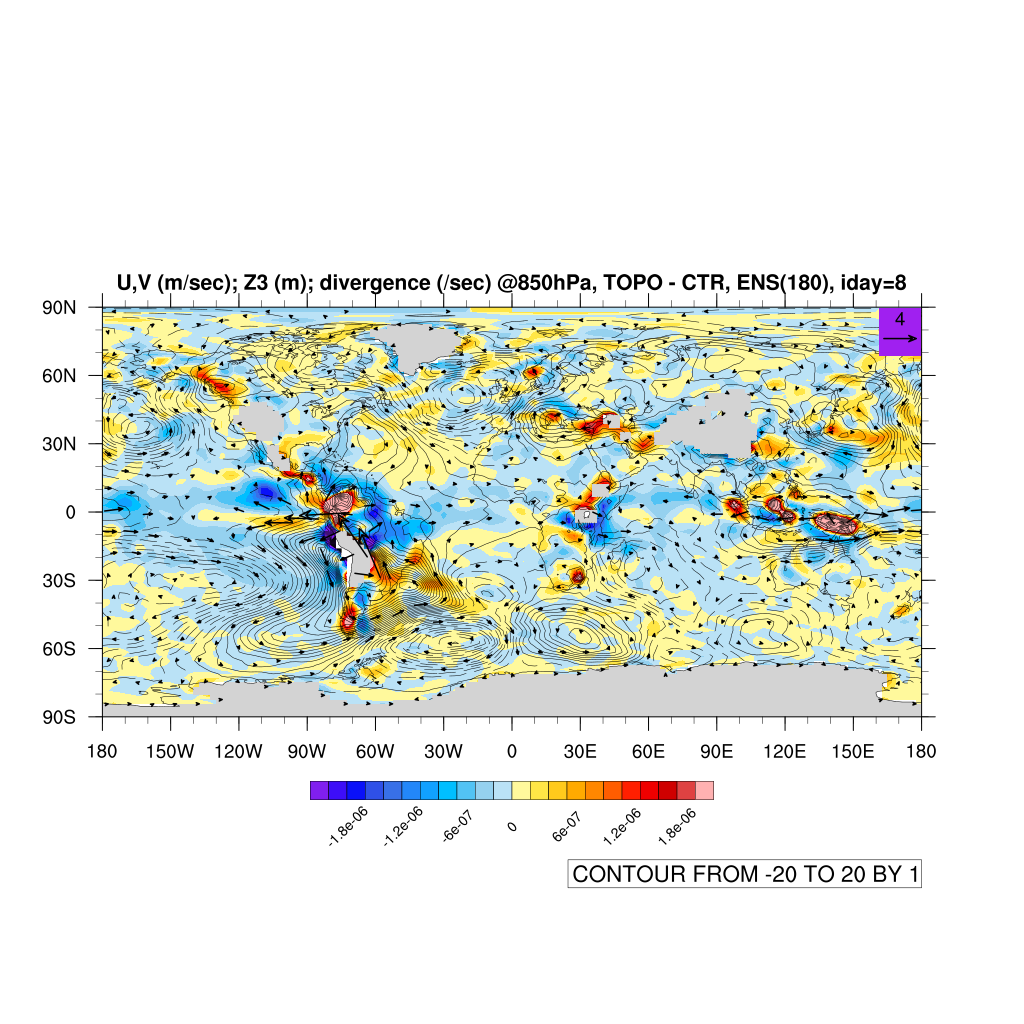 U,V (m/sec); Z3 (m); divergence (/sec) @850hPa, TOPO - CTR, ENS(180), iday=8
4
90N
60N
30N
0
30S
60S
90S
180 150W 120W 90W 60W 30W 0 30E 60E 90E 120E 150E 180
-1.8e-06 -1.2e-06 -6e-07 0 6e-07 1.2e-06 1.8e-06
CONTOUR FROM -20 TO 20 BY 1